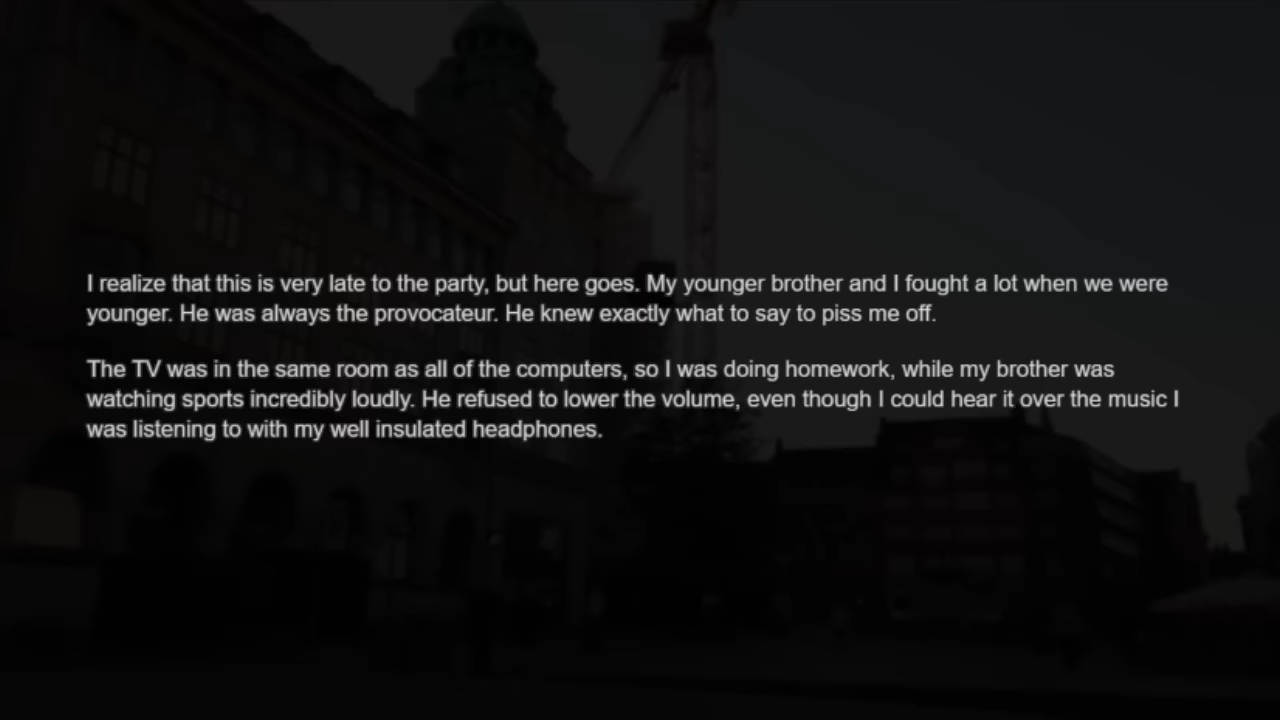 I realize that this is very late to the party, but here goes. My younger brother and I fought a lot when we were
younger. He was always the provocateur. He knew exactly what to say to piss me off.
The TV was in the same room as all of the computers, so I was doing homework, while my brother was
watching sports incredibly loudly. He refused to lower the volume, even though I could hear it over the music I
was listening to with my well insulated headphones.